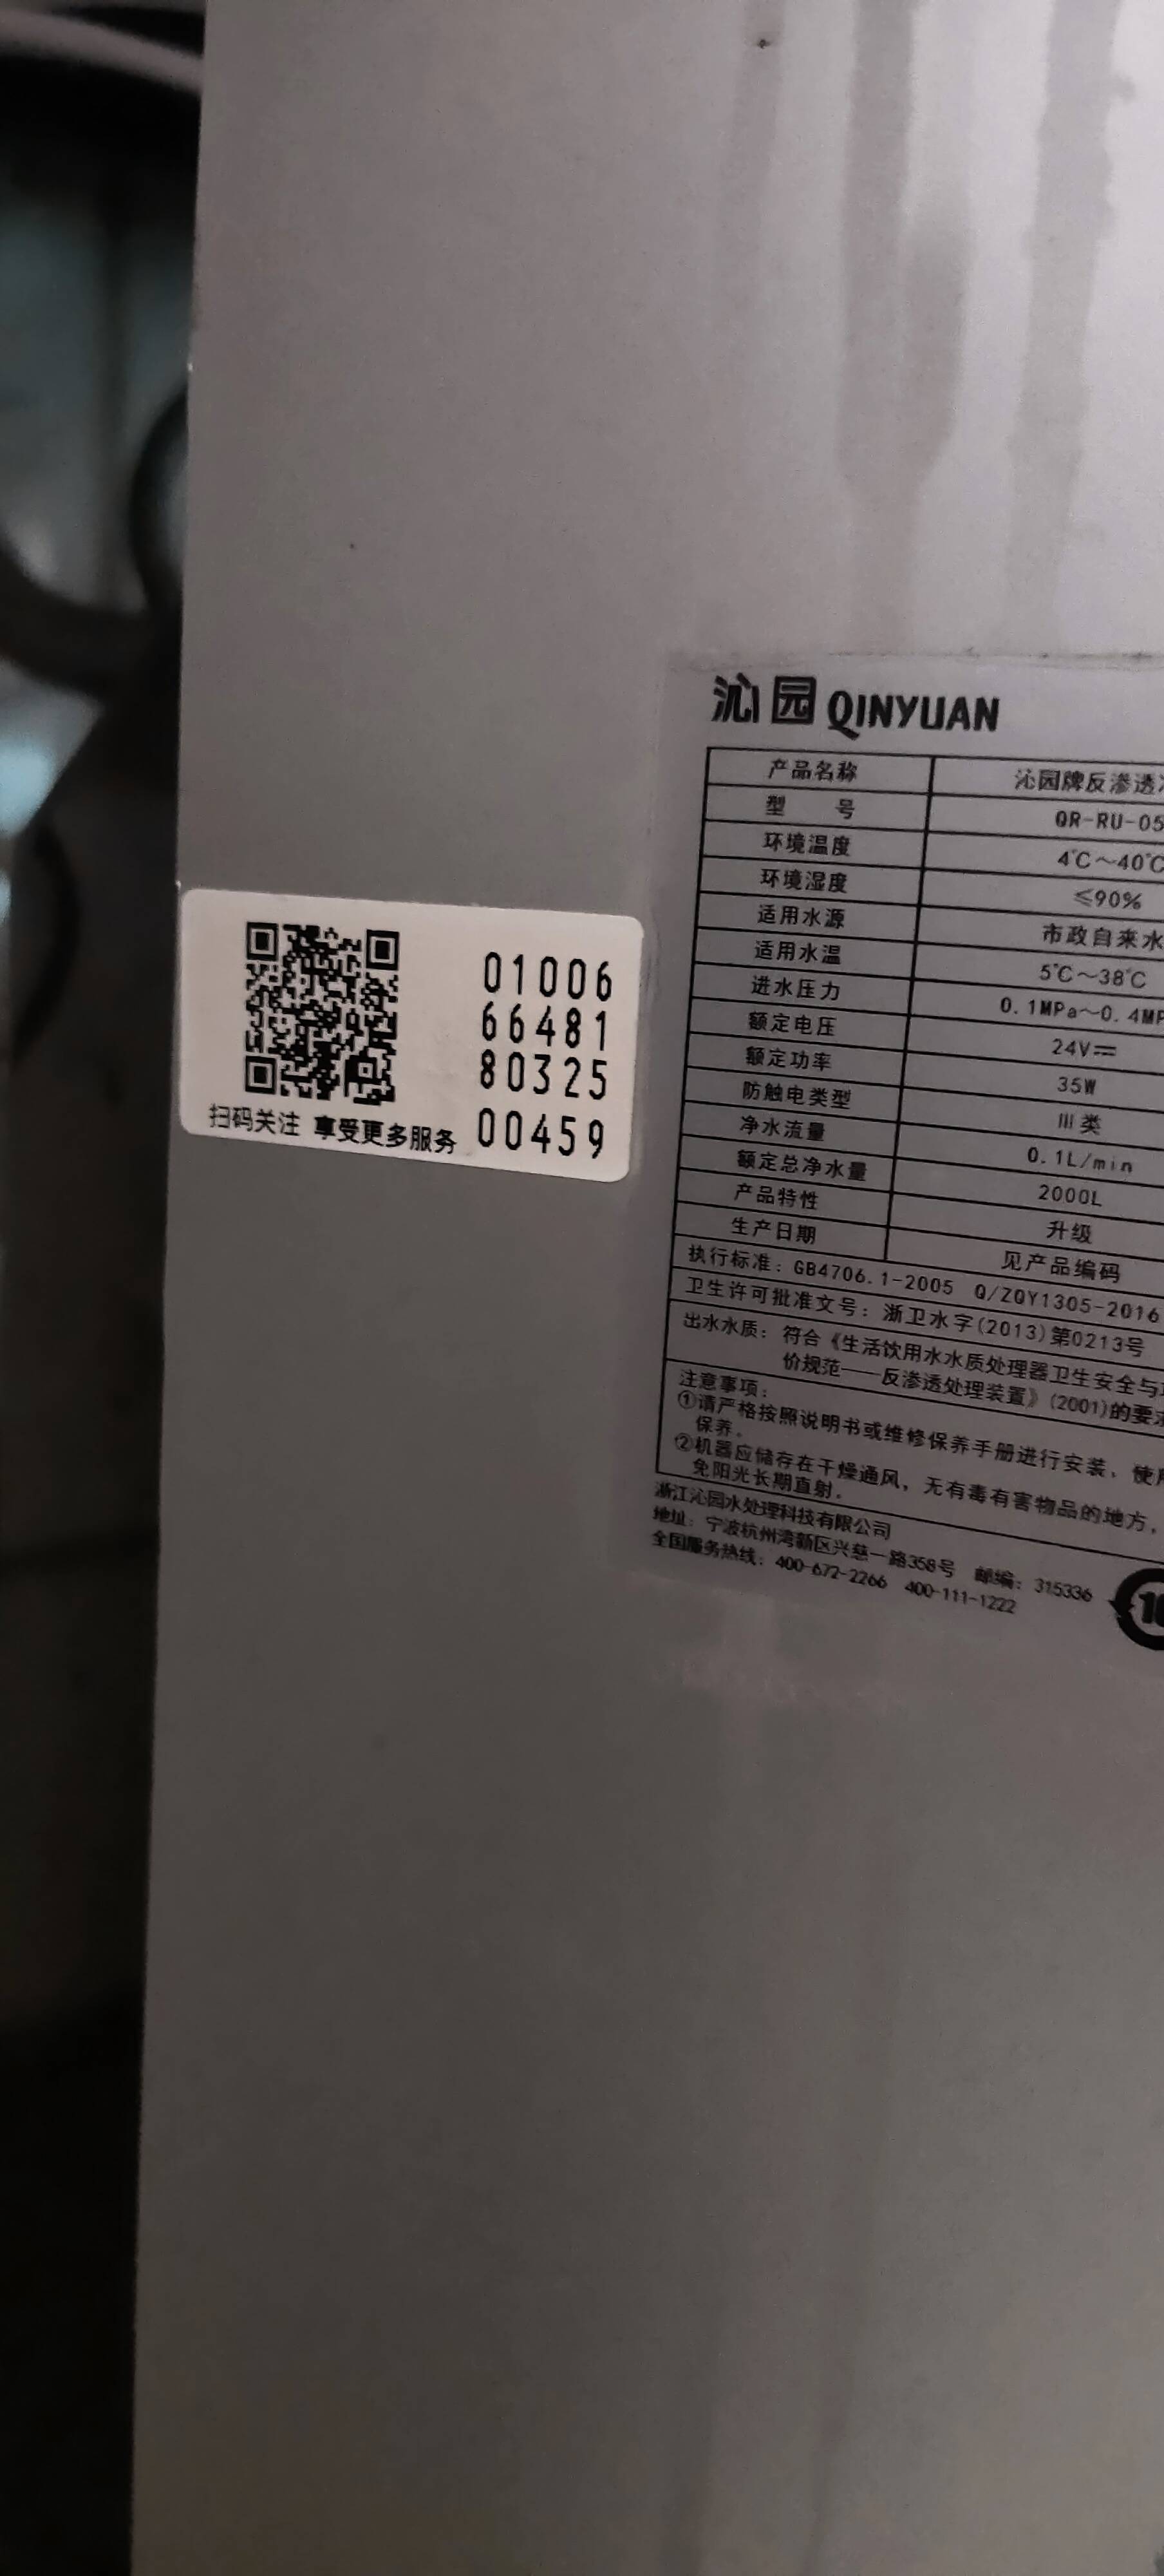 沁园 QINYUAN
产品名称 沁园牌反渗透
型 号 QR-RU-05
环境温度 4℃~40℃
环境湿度 ≤90%
适用水源 市政自来水
适用水温 5℃~38℃
进水压力 0.1MPa~0.4MP
额定电压 24V⎓
额定功率 35W
防触电类型 III类
净水流量 0.1L/min
额定总净水量 2000L
产品特性 升级
生产日期 见产品编码
执行标准：GB4706.1-2005 Q/ZQY1305-2016
卫生许可批准文号：浙卫水字(2013)第0213号
出水水质：符合《生活饮用水水质处理器卫生安全与
价规范——反渗透处理装置》(2001)的要求
注意事项：
①请严格按照说明书或维修保养手册进行安装、使用
保养。
②机器应储存在干燥通风，无有毒有害物品的地方，
免阳光长期直射。
浙江沁园水处理科技有限公司
地址：宁波杭州湾新区兴慈一路358号 邮编：315336
全国服务热线：400-672-2266 400-111-1222
10
01006
66481
80325
00459
扫码关注 享受更多服务